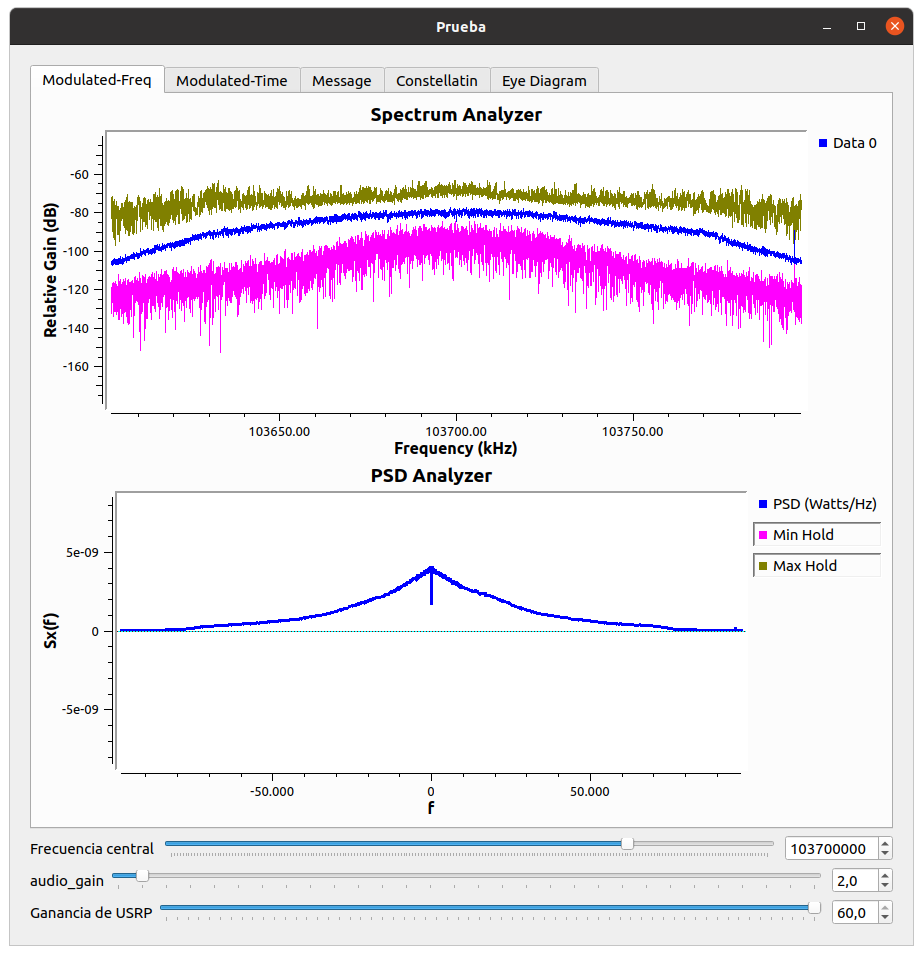 Prueba
Modulated-Freq Modulated-Time Message Constellatin Eye Diagram
Spectrum Analyzer
Data 0
Relative Gain (dB)
-60
-80
-100
-120
-140
-160
103650.00 103700.00 103750.00
Frequency (kHz)
PSD Analyzer
PSD (Watts/Hz)
Min Hold
Max Hold
Sx(f)
5e-09
0
-5e-09
-50.000 0 50.000
f
Frecuencia central 103700000
audio_gain 2,0
Ganancia de USRP 60,0